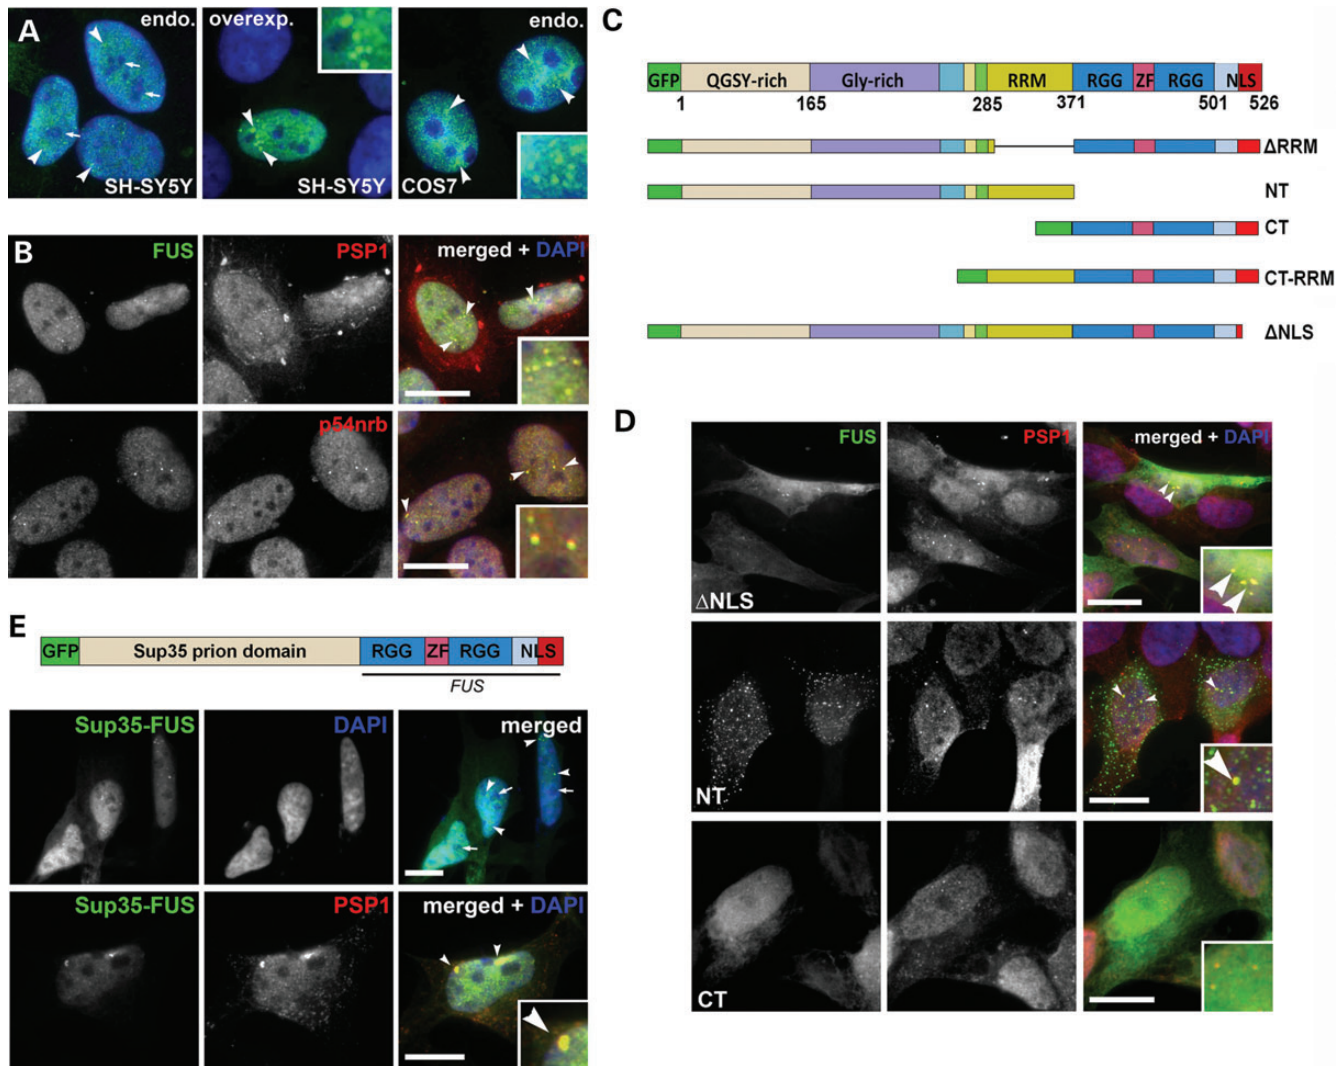 A
endo.
overexp.
endo.
SH-SY5Y
SH-SY5Y
COS7
B
FUS
PSP1
merged + DAPI
p54nrb
C
GFP QGSY-rich Gly-rich RRM RGG ZF RGG NLS
1 165 285 371 501 526
ΔRRM
NT
CT
CT-RRM
ΔNLS
D
FUS
PSP1
merged + DAPI
ΔNLS
NT
CT
E
GFP Sup35 prion domain RGG ZF RGG NLS
FUS
Sup35-FUS
DAPI
merged
Sup35-FUS
PSP1
merged + DAPI